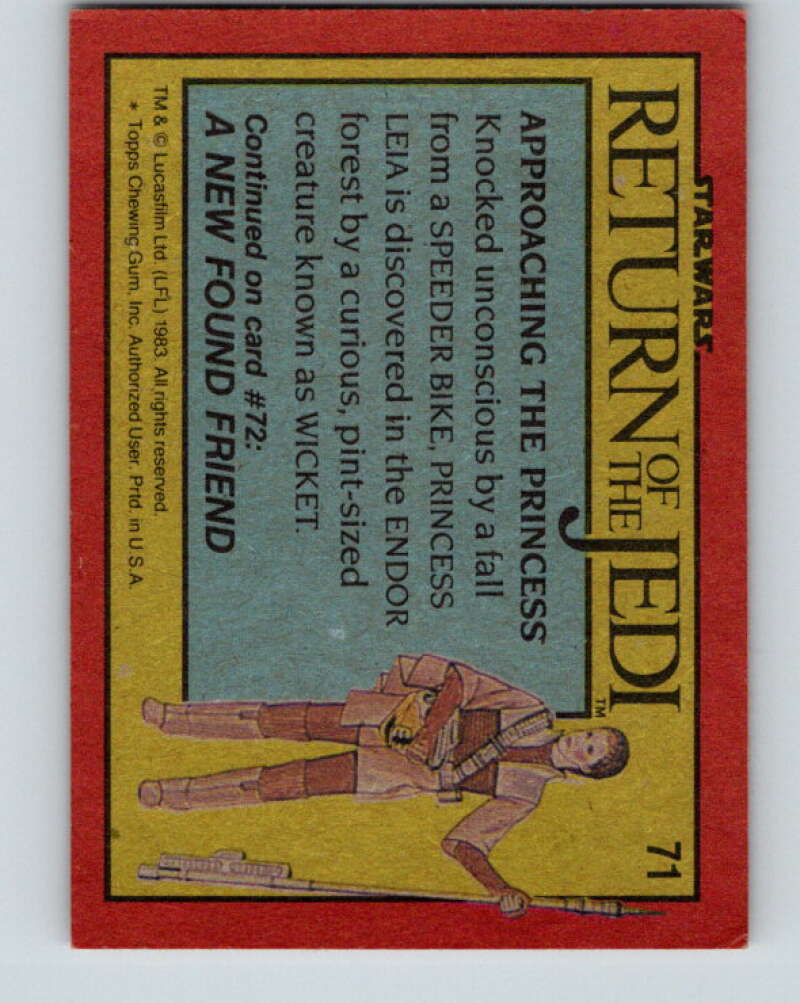 STAR WARS
RETURN OF THE JEDI™
71
APPROACHING THE PRINCESS
Knocked unconscious by a fall
from a SPEEDER BIKE, PRINCESS
LEIA is discovered in the ENDOR
forest by a curious, pint-sized
creature known as WICKET.
Continued on card #72:
A NEW FOUND FRIEND
TM & © Lucasfilm Ltd. (LFL) 1983. All rights reserved.
* Topps Chewing Gum, Inc. Authorized User. Prtd. in U.S.A.